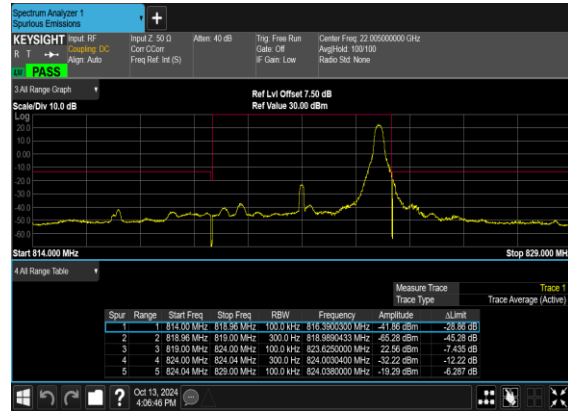 Spectrum Analyzer 1
Spurious Emissions
+
KEYSIGHT Input: RF Input Z: 50 Ω Atten: 40 dB Trig: Free Run Center Freq: 22.005000000 GHz
R T Coupling: DC Corr CCorr Gate: Off Avg|Hold: 100/100
Align: Auto Freq Ref: Int (S) IF Gain: Low Radio Std: None
PASS
3 All Range Graph
Ref Lvl Offset 7.50 dB
Scale/Div 10.0 dB Ref Value 30.00 dBm
Log
20.0
10.0
0.00
-10.0
-20.0
-30.0
-40.0
-50.0
-60.0
Start 814.000 MHz Stop 829.000 MH
4 All Range Table
Measure Trace Trace 1
Trace Type Trace Average (Active)
Spur Range Start Freq Stop Freq RBW Frequency Amplitude ΔLimit
1 1 814.00 MHz 818.96 MHz 100.0 kHz 816.3900300 MHz -41.86 dBm -28.86 dB
2 2 818.96 MHz 819.00 MHz 300.0 Hz 818.9890433 MHz -65.28 dBm -45.28 dB
3 3 819.00 MHz 824.00 MHz 100.0 kHz 823.6250000 MHz 22.56 dBm -7.435 dB
4 4 824.00 MHz 824.04 MHz 300.0 Hz 824.0030400 MHz -32.22 dBm -12.22 dB
5 5 824.04 MHz 829.00 MHz 100.0 kHz 824.0380000 MHz -19.29 dBm -6.287 dB
? Oct 13, 2024
4:06:46 PM